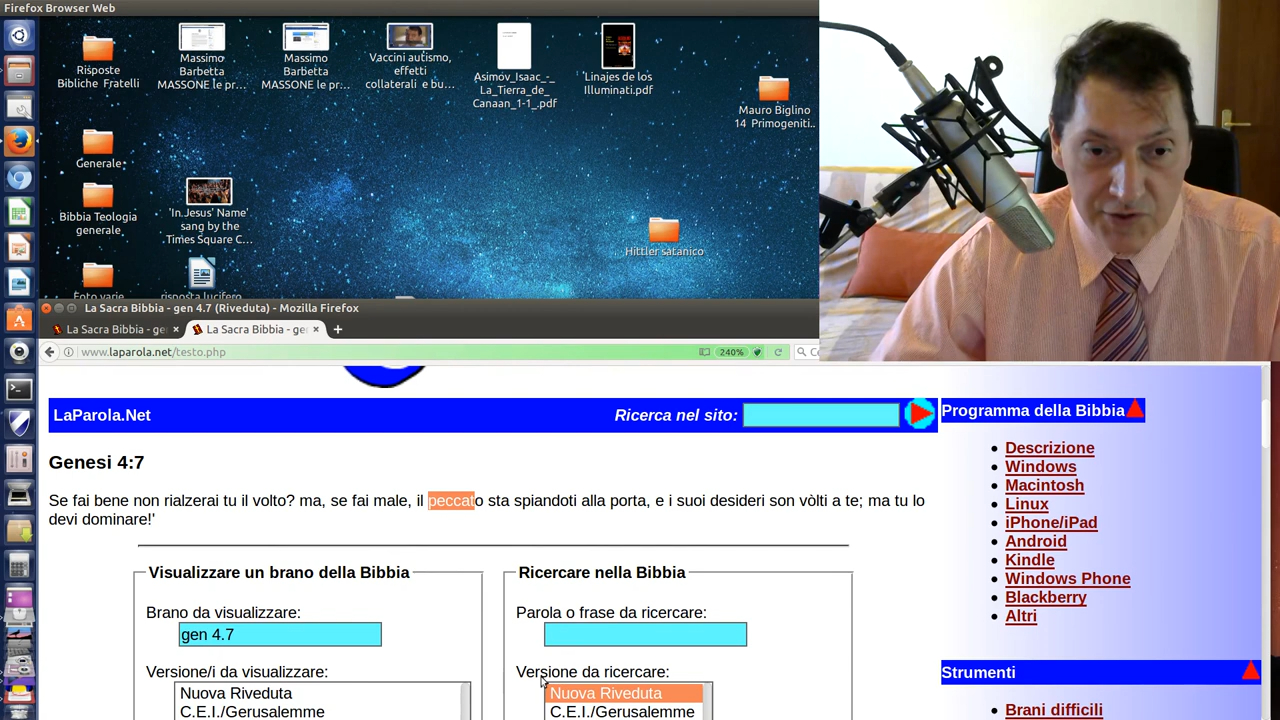 Firefox Browser Web
Risposte
Bibliche Fratelli
Massimo
Barbetta
MASSONE le pr...
Massimo
Barbetta
MASSONE le pr...
Vaccini autismo,
effetti
collaterali e bu...
Asimov_Isaac_-_
La_Tierra_de_
Canaan_1-1_.pdf
Linajes de los
Illuminati.pdf
Mauro Biglino
14 Primogeniti..
Generale
Bibbia Teologia
generale
'In Jesus' Name'
sang by the
Times Square C...
Hittler satánico
Foto varie
risposta lucifero
La Sacra Bibbia - gen 4.7 (Riveduta) - Mozilla Firefox
La Sacra Bibbia - ge
La Sacra Bibbia - ge
www.laparola.net/testo.php
240%
LaParola.Net
Ricerca nel sito:
Programma della Bibbia
Genesi 4:7
Se fai bene non rialzerai tu il volto? ma, se fai male, il peccato sta spiandoti alla porta, e i suoi desideri son vòlti a te; ma tu lo
devi dominare!'
Descrizione
Windows
Macintosh
Linux
iPhone/iPad
Android
Kindle
Windows Phone
Blackberry
Altri
Visualizzare un brano della Bibbia
Ricercare nella Bibbia
Brano da visualizzare:
gen 4.7
Parola o frase da ricercare:
Versione/i da visualizzare:
Nuova Riveduta
C.E.I./Gerusalemme
Versione da ricercare:
Nuova Riveduta
C.E.I./Gerusalemme
Strumenti
Brani difficili